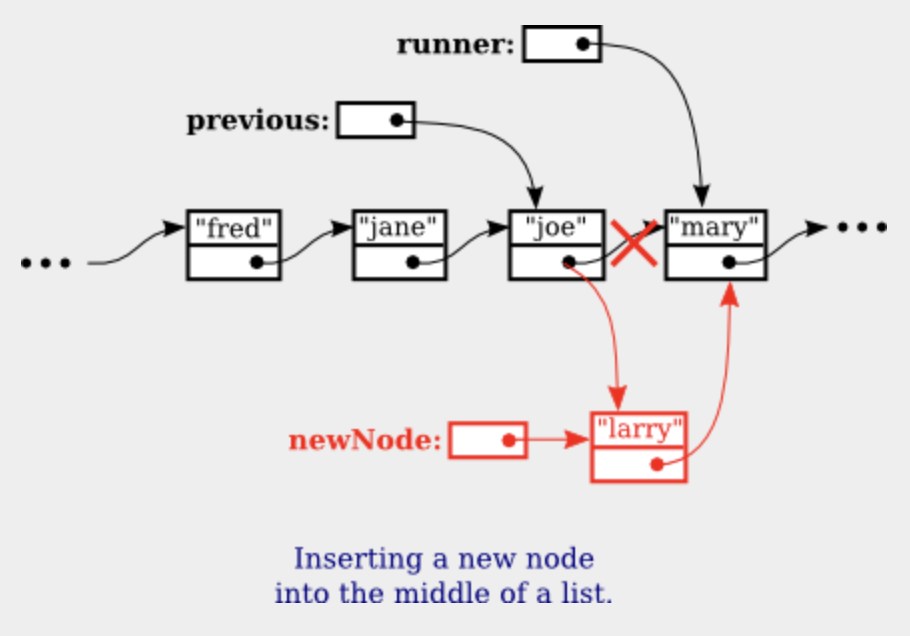 runner:
previous:
"fred" "jane" "joe" "mary"
newNode: "larry"
Inserting a new node
into the middle of a list.